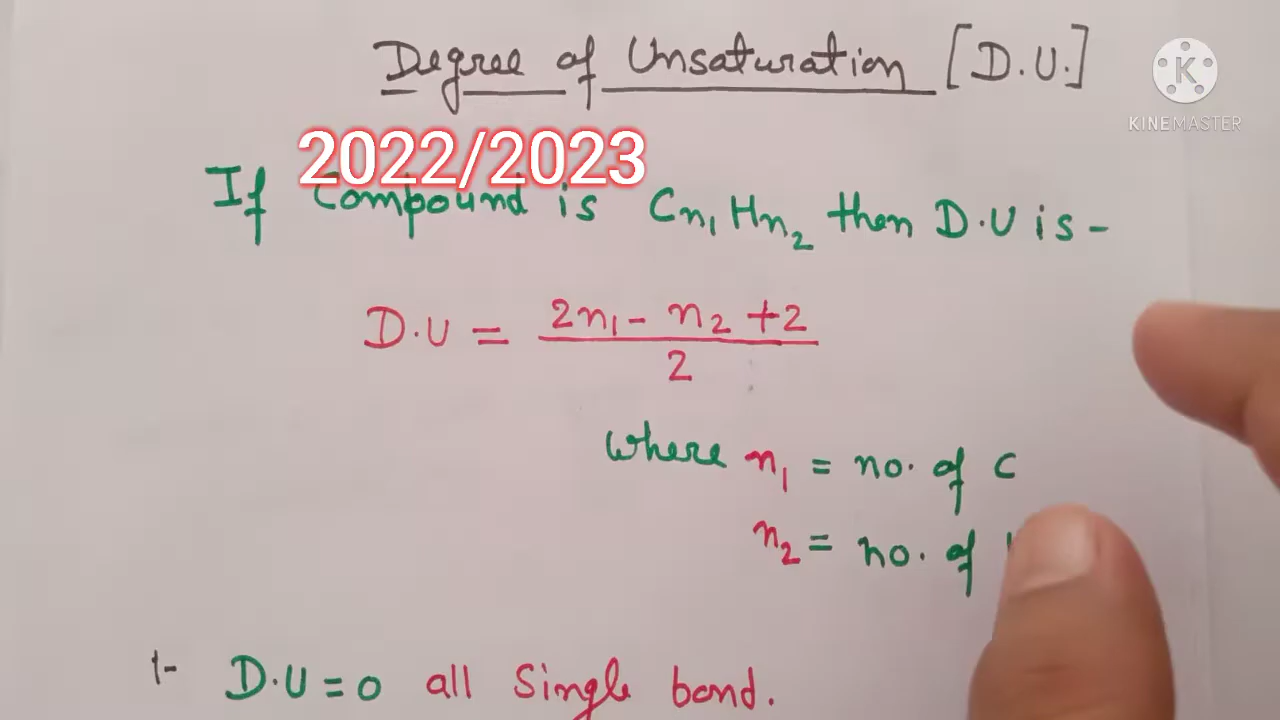 Degree of Unsaturation [D.U.]
KINEMASTER
2022/2023
If Compound is Cn₁Hn₂ then D.U is -
D.U = 2n₁ - n₂ + 2
2
where n₁ = no. of C
n₂ = no. of
1- D.U = 0 all Single bond.